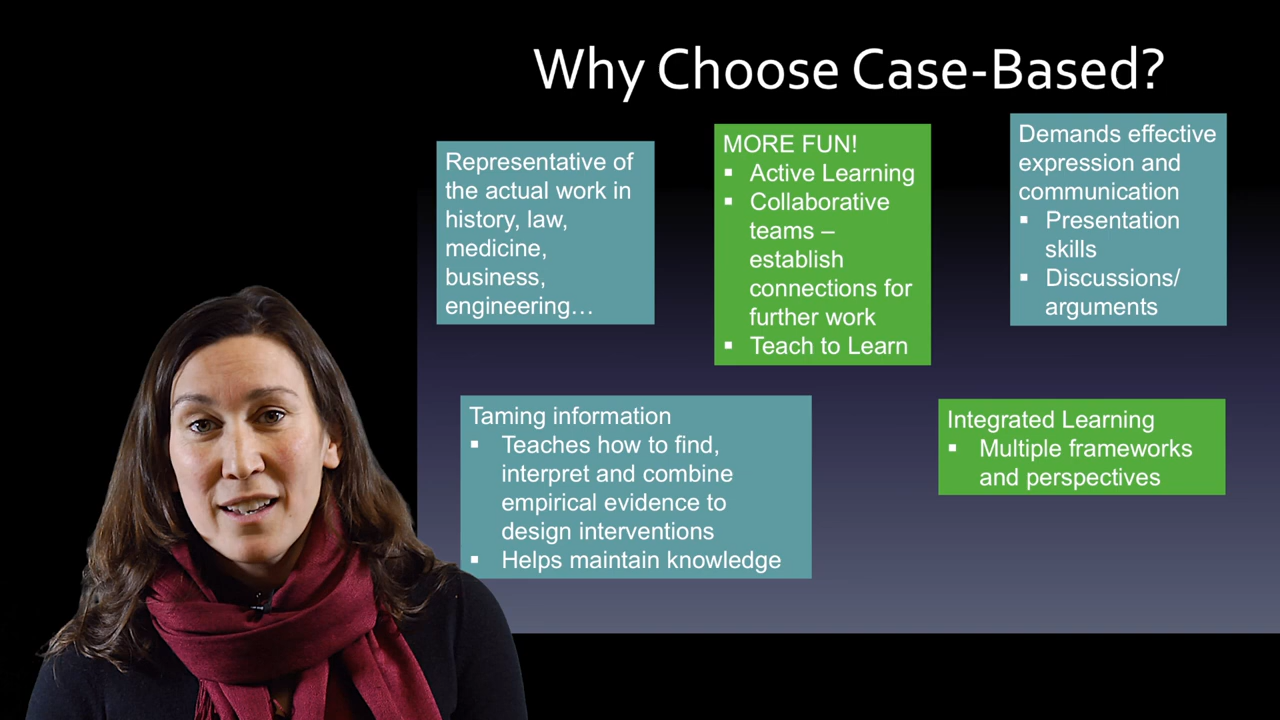 Why Choose Case-Based?
Representative of
the actual work in
history, law,
medicine,
business,
engineering…
MORE FUN!
▪ Active Learning
▪ Collaborative
teams –
establish
connections for
further work
▪ Teach to Learn
Demands effective
expression and
communication
▪ Presentation
skills
▪ Discussions/
arguments
Taming information
▪ Teaches how to find,
interpret and combine
empirical evidence to
design interventions
▪ Helps maintain knowledge
Integrated Learning
▪ Multiple frameworks
and perspectives